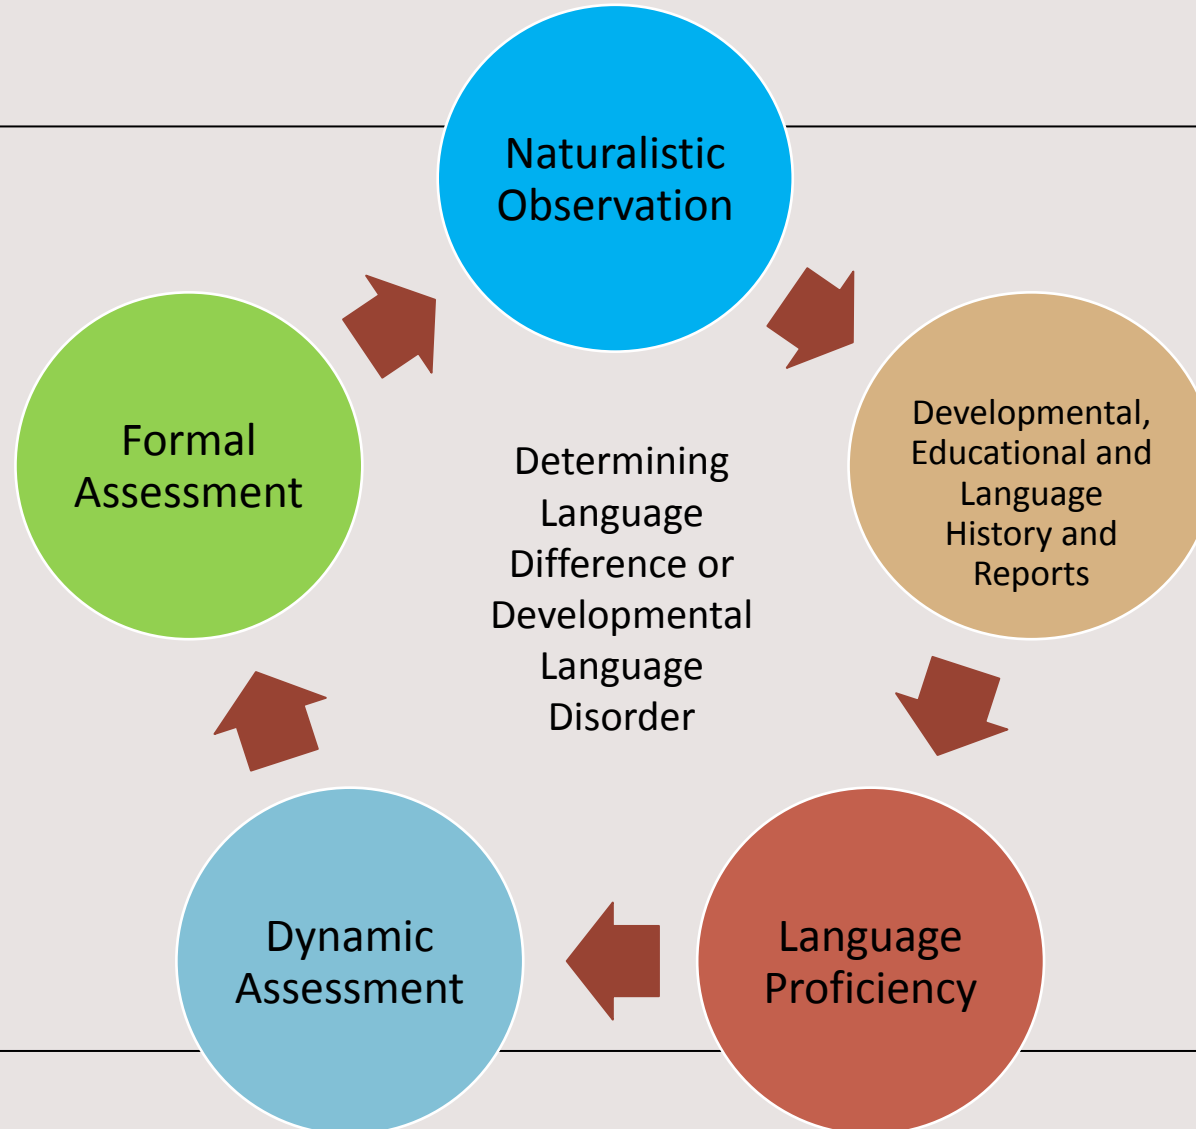 Naturalistic
Observation
Developmental,
Educational and
Language
History and
Reports
Language
Proficiency
Dynamic
Assessment
Formal
Assessment
Determining
Language
Difference or
Developmental
Language
Disorder